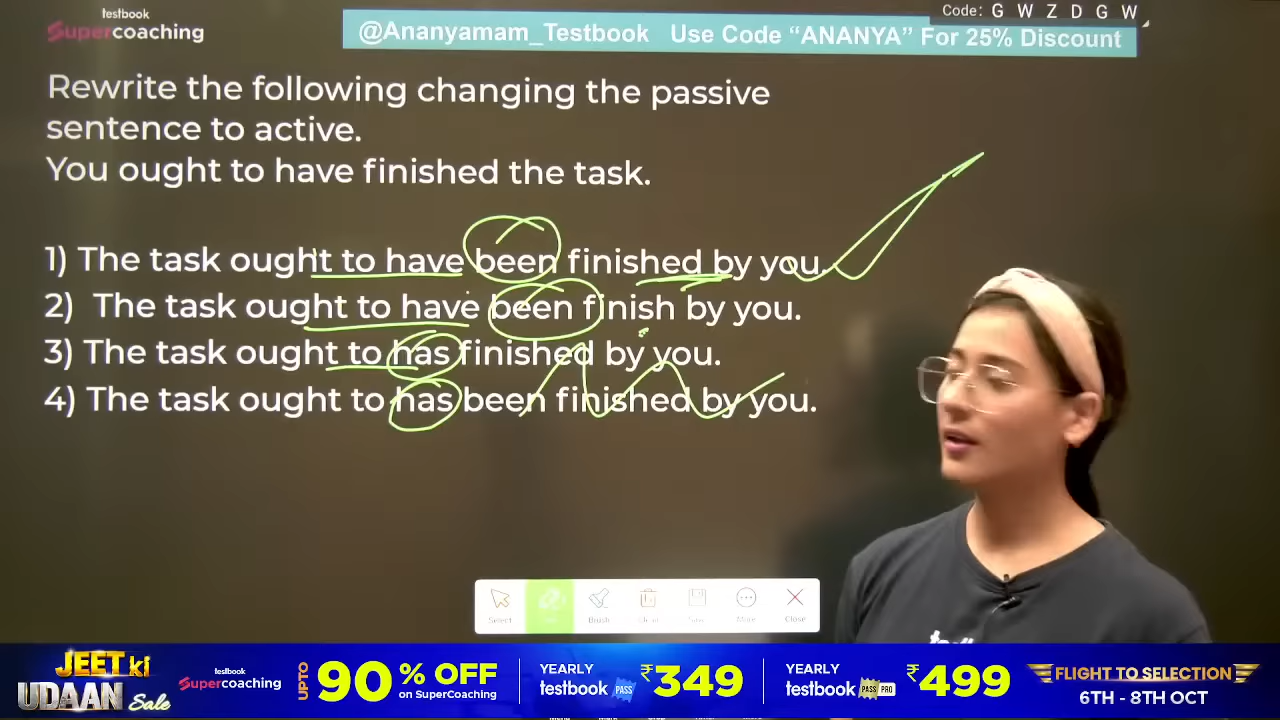 testbook
Supercoaching
@Ananyamam_Testbook Use Code “ANANYA” For 25% Discount
Code: G W Z D G W
Rewrite the following changing the passive
sentence to active.
You ought to have finished the task.
1) The task ought to have been finished by you.
2) The task ought to have been finish by you.
3) The task ought to has finished by you.
4) The task ought to has been finished by you.
Select
Brush
More
Close
JEET ki
UDAAN Sale
testbook
Supercoaching
UPTO 90% OFF
on SuperCoaching
YEARLY
testbook PASS
₹349
YEARLY
testbook PASS PRO
₹499
FLIGHT TO SELECTION
6TH - 8TH OCT